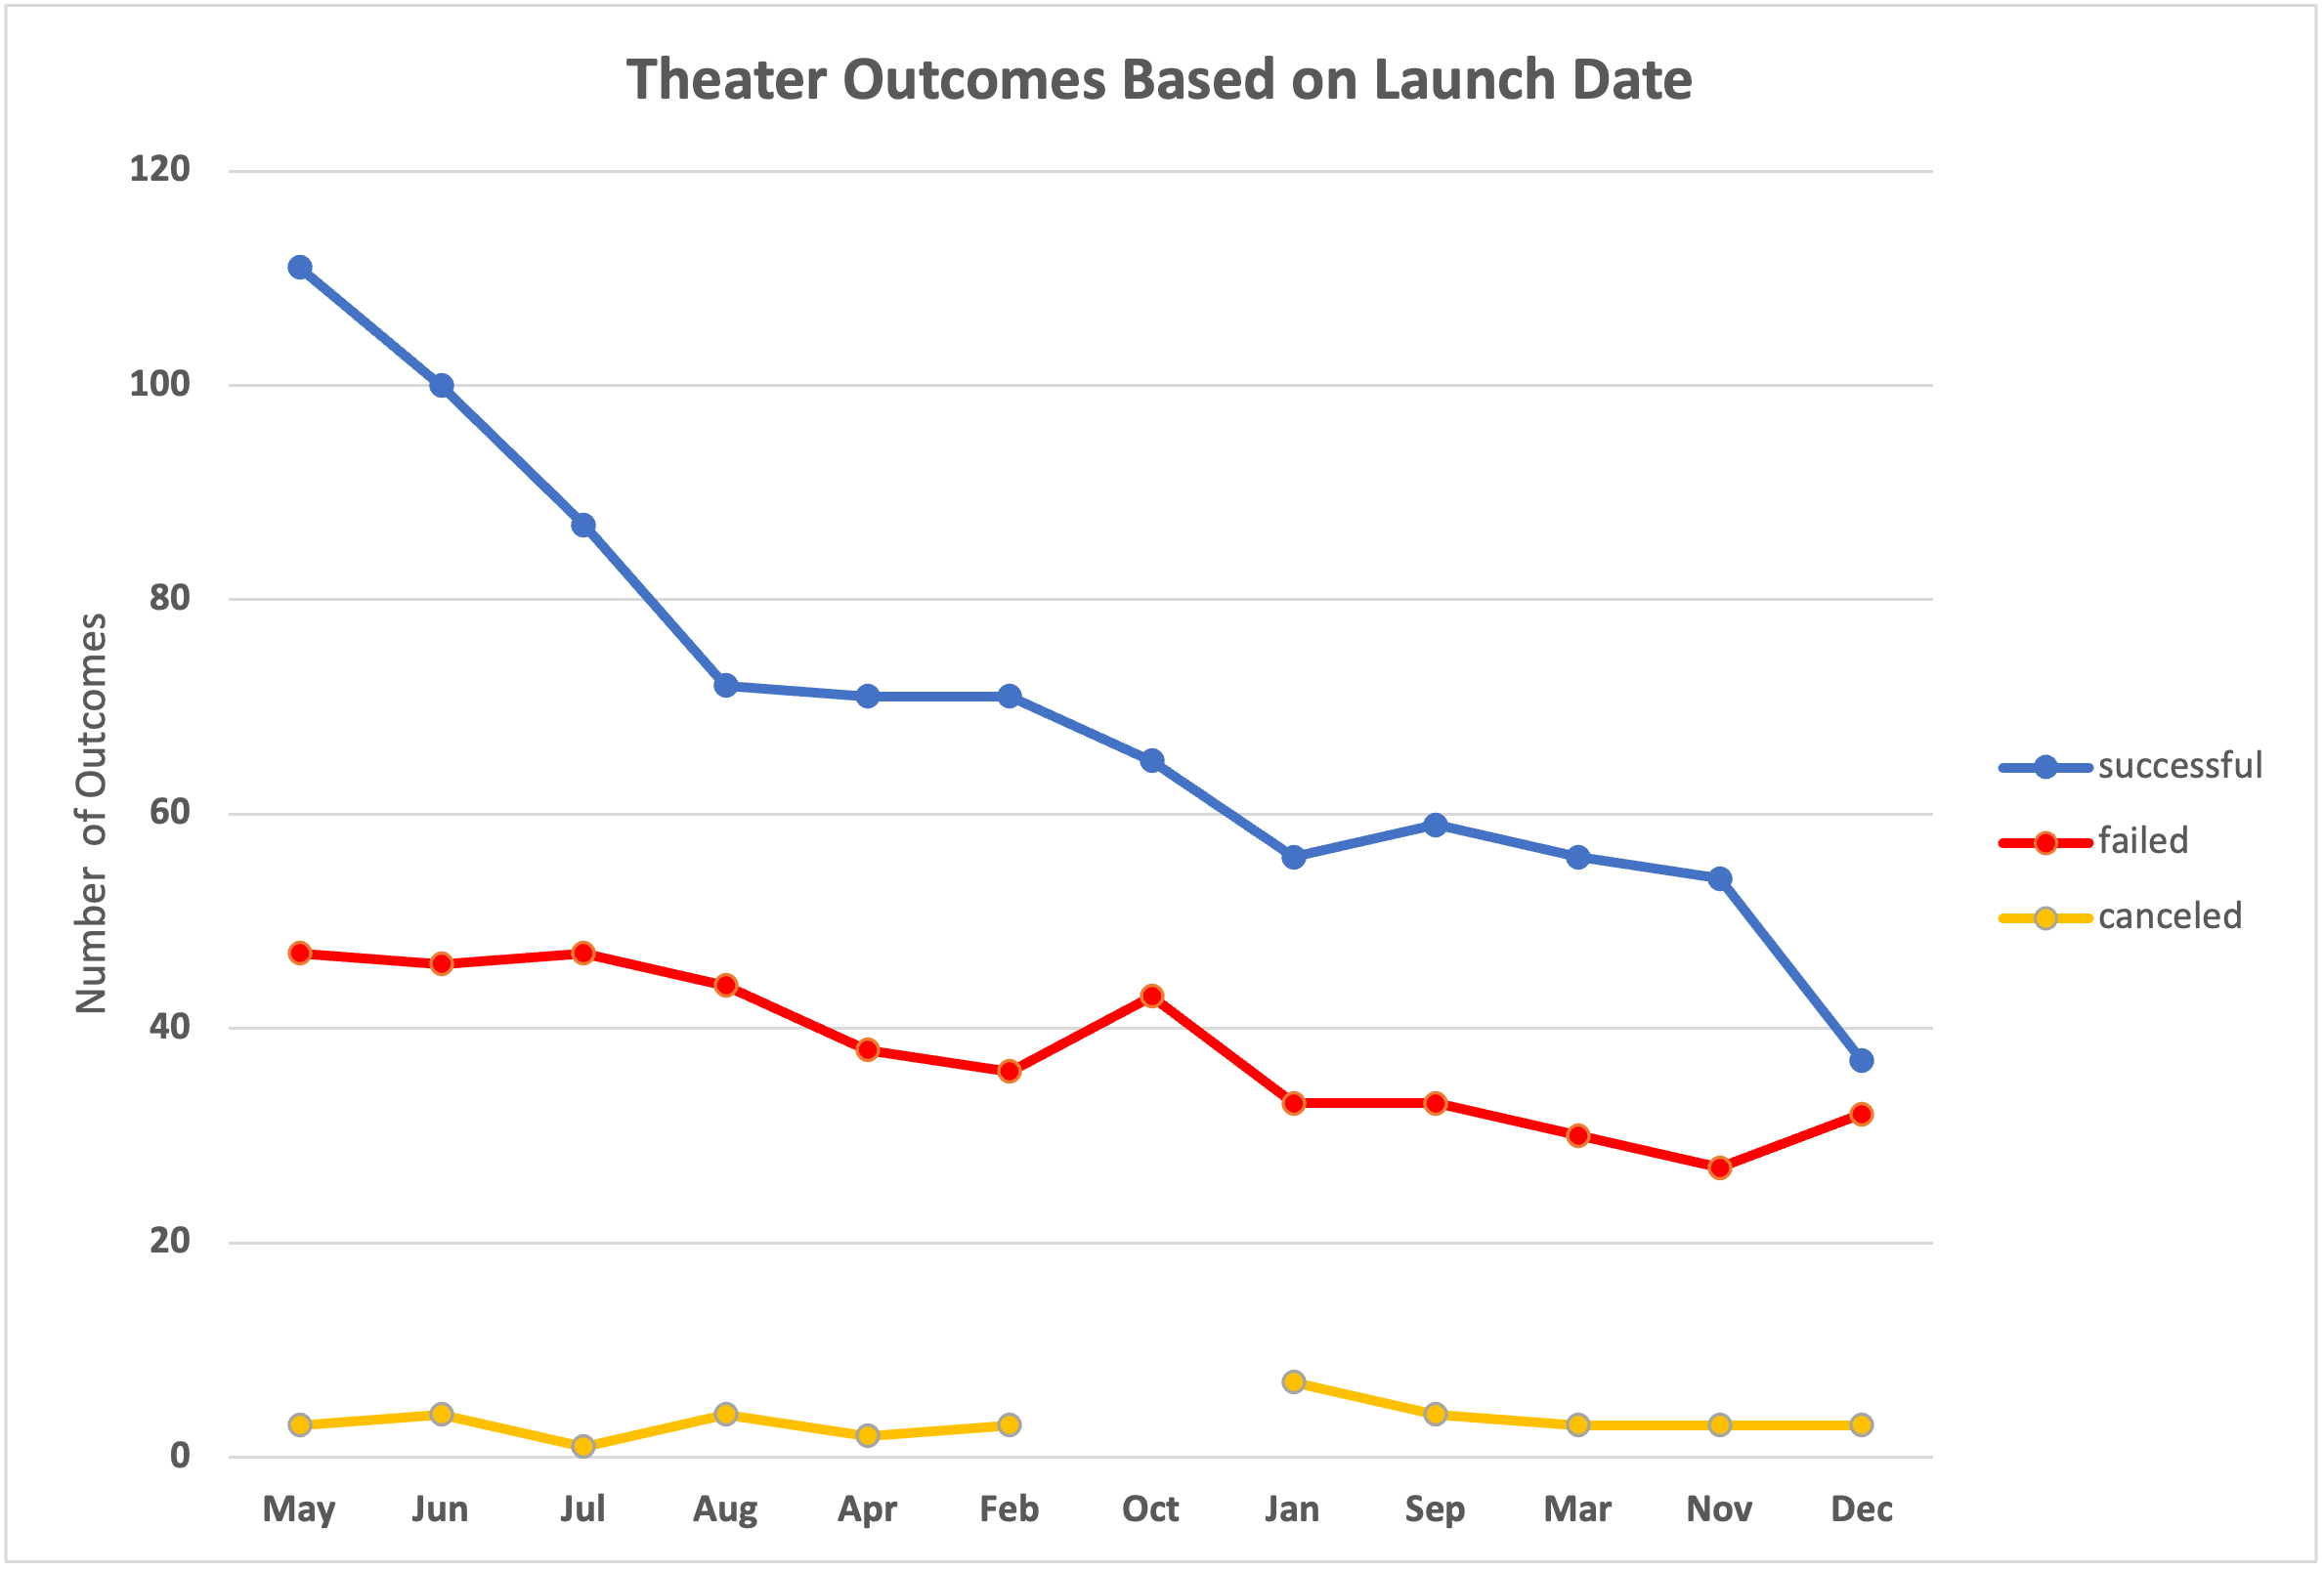 Theater Outcomes Based on Launch Date
120
100
80
60
40
20
0
Number of Outcomes
May Jun Jul Aug Apr Feb Oct Jan Sep Mar Nov Dec
successful
failed
canceled